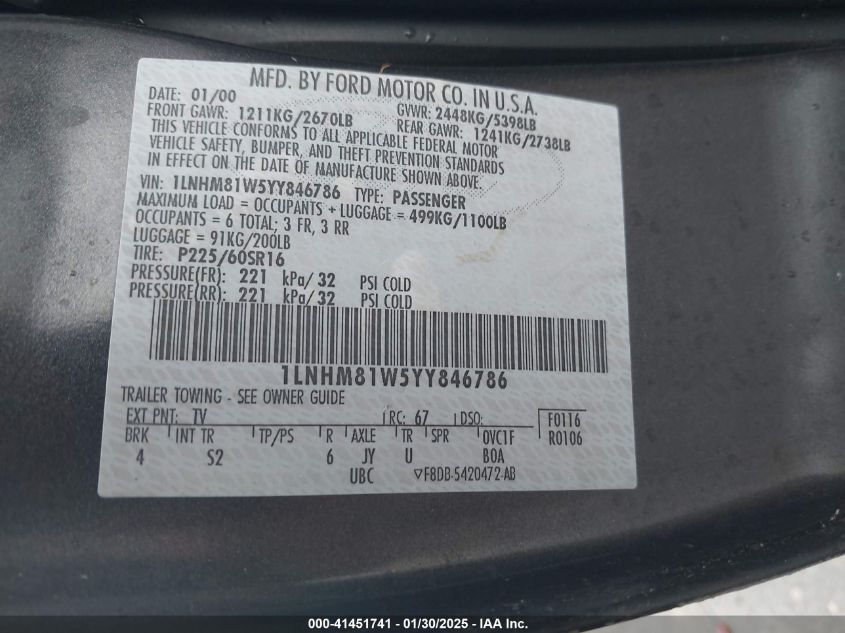 MFD. BY FORD MOTOR CO. IN U.S.A.
DATE: 01/00 GVWR: 2448KG/5398LB
FRONT GAWR: 1211KG/2670LB REAR GAWR: 1241KG/2738LB
THIS VEHICLE CONFORMS TO ALL APPLICABLE FEDERAL MOTOR
VEHICLE SAFETY, BUMPER, AND THEFT PREVENTION STANDARDS
IN EFFECT ON THE DATE OF MANUFACTURE SHOWN ABOVE.
VIN: 1LNHM81W5YY846786 TYPE: PASSENGER
MAXIMUM LOAD = OCCUPANTS + LUGGAGE = 499KG/1100LB
OCCUPANTS = 6 TOTAL; 3 FR, 3 RR
LUGGAGE = 91KG/200LB
TIRE: P225/60SR16
PRESSURE(FR): 221 kPa/ 32 PSI COLD
PRESSURE(RR): 221 kPa/ 32 PSI COLD
1LNHM81W5YY846786
TRAILER TOWING - SEE OWNER GUIDE
EXT PNT: TV RC: 67 DSO: F0116
BRK INT TR TP/PS R AXLE TR SPR OVC1F R0106
4 S2 6 JY U BOA
UBC F8DB-5420472-AB
000-41451741 - 01/30/2025 - IAA Inc.